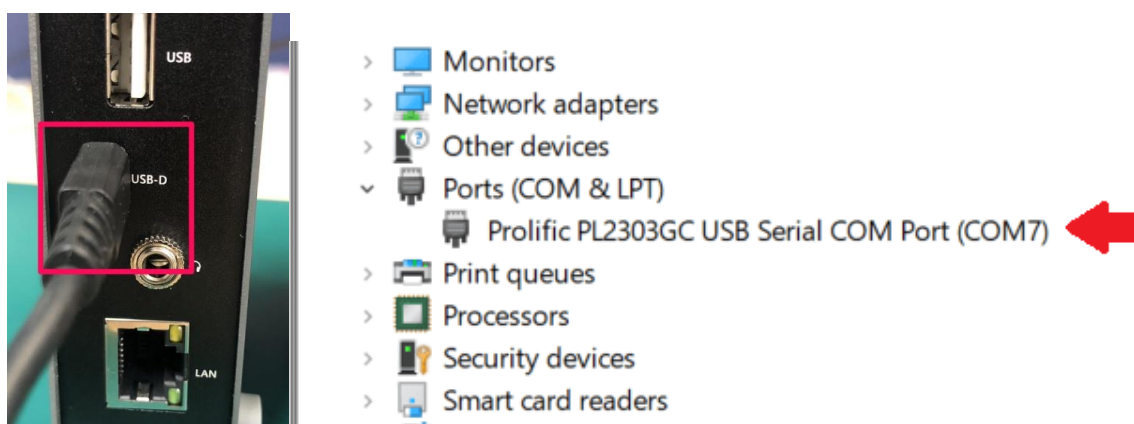 USB
USB-D
LAN
Monitors
Network adapters
Other devices
Ports (COM & LPT)
Prolific PL2303GC USB Serial COM Port (COM7)
Print queues
Processors
Security devices
Smart card readers